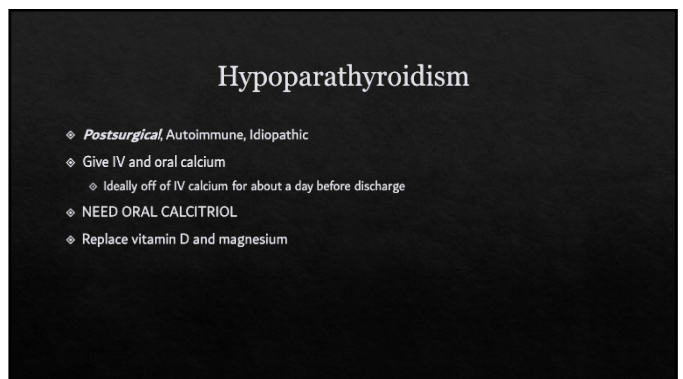 Hypoparathyroidism
Postsurgical, Autoimmune, Idiopathic
Give IV and oral calcium
Ideally off of IV calcium for about a day before discharge
NEED ORAL CALCITRIOL
Replace vitamin D and magnesium